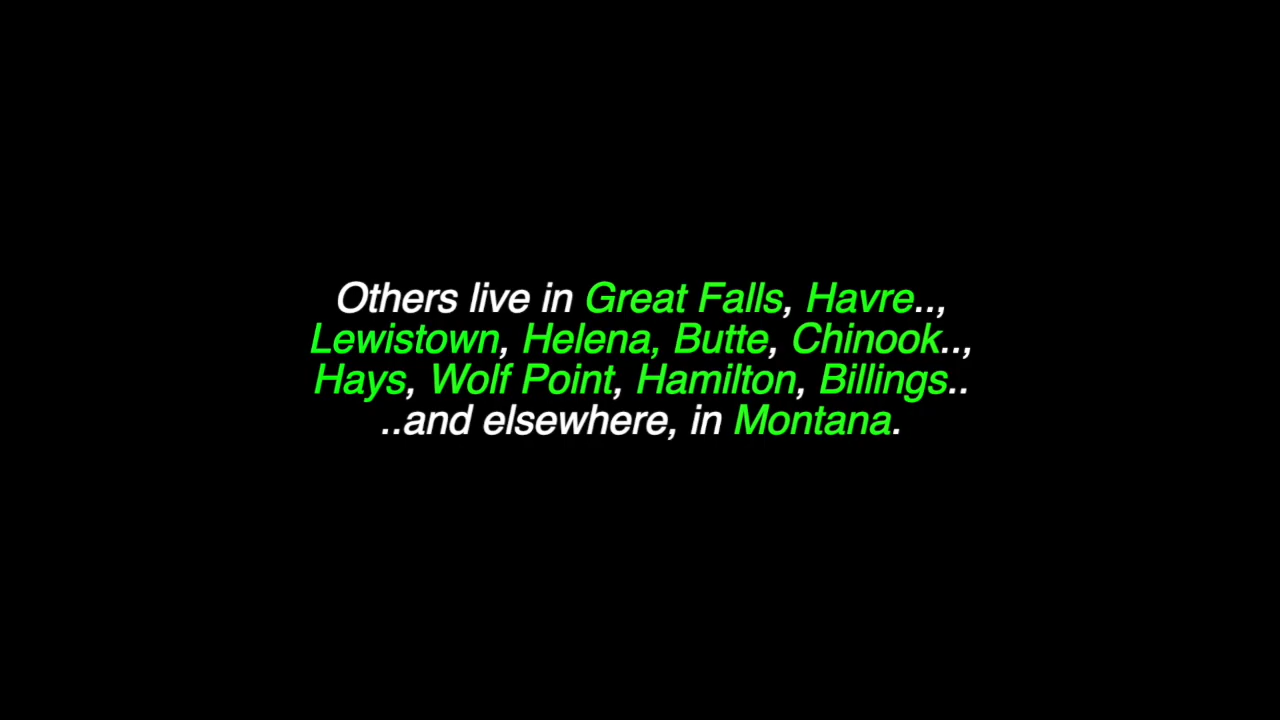 Others live in Great Falls, Havre..,
Lewistown, Helena, Butte, Chinook..,
Hays, Wolf Point, Hamilton, Billings..
..and elsewhere, in Montana.